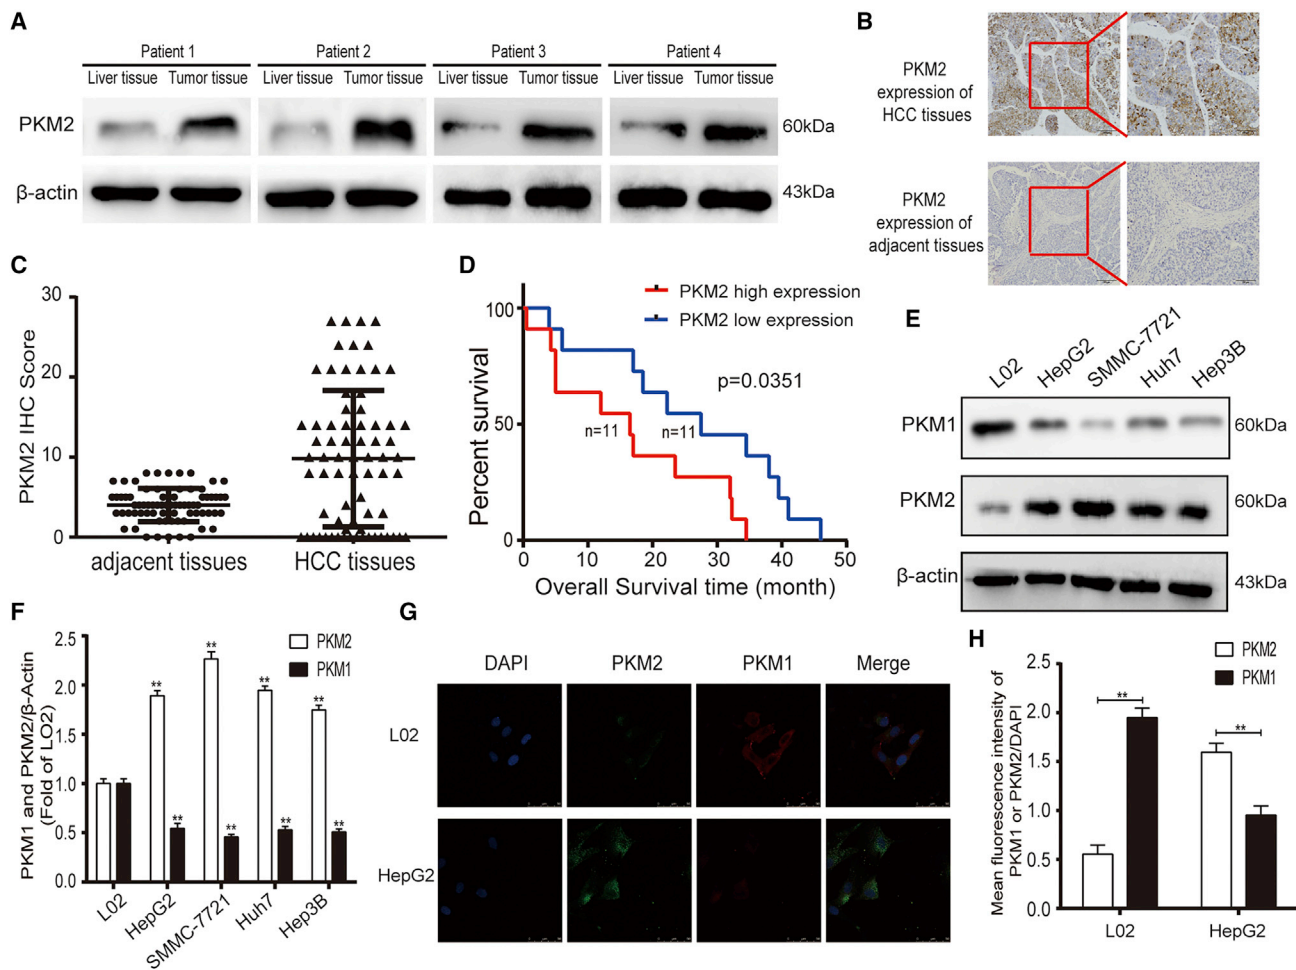 A
Patient 1
Patient 2
Patient 3
Patient 4
Liver tissue Tumor tissue
Liver tissue Tumor tissue
Liver tissue Tumor tissue
Liver tissue Tumor tissue
PKM2
60kDa
β-actin
43kDa
B
PKM2
expression of
HCC tissues
PKM2
expression of
adjacent tissues
C
PKM2 IHC Score
30
20
10
0
adjacent tissues
HCC tissues
D
Percent survival
100
50
0
PKM2 high expression
PKM2 low expression
p=0.0351
n=11
n=11
0 10 20 30 40 50
Overall Survival time (month)
E
L02
HepG2
SMMC-7721
Huh7
Hep3B
PKM1
60kDa
PKM2
60kDa
β-actin
43kDa
F
PKM1 and PKM2/β-Actin
(Fold of LO2)
2.5
2.0
1.5
1.0
0.5
0.0
PKM2
PKM1
**
**
**
**
**
**
**
**
L02
HepG2
SMMC-7721
Huh7
Hep3B
G
DAPI
PKM2
PKM1
Merge
L02
HepG2
H
Mean fluorescence intensity of
PKM1 or PKM2/DAPI
2.5
2.0
1.5
1.0
0.5
0.0
PKM2
PKM1
**
**
L02
HepG2